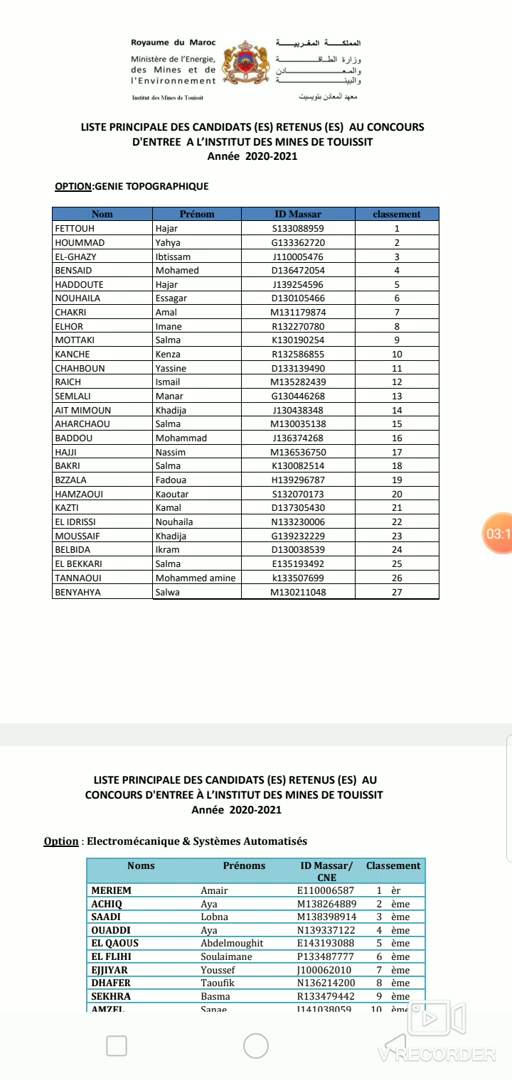 Royaume du Maroc
Ministère de l'Energie,
des Mines et de
l'Environnement
Institut des Mines de Touissit
المملكة المغربية
وزارة الطاقة
والمعادن
والبيئة
معهد المعادن بتويسيت
LISTE PRINCIPALE DES CANDIDATS (ES) RETENUS (ES) AU CONCOURS
D'ENTREE A L'INSTITUT DES MINES DE TOUISSIT
Année 2020-2021
OPTION:GENIE TOPOGRAPHIQUE
Nom Prénom ID Massar classement
FETTOUH Hajar S133088959 1
HOUMMAD Yahya G133362720 2
EL-GHAZY Ibtissam J110005476 3
BENSAID Mohamed D136472054 4
HADDOUTE Hajar J139254596 5
NOUHAILA Essagar D130105466 6
CHAKRI Amal M131179874 7
ELHOR Imane R132270780 8
MOTTAKI Salma K130190254 9
KANCHE Kenza R132586855 10
CHAHBOUN Yassine D133139490 11
RAICH Ismail M135282439 12
SEMLALI Manar G130446268 13
AIT MIMOUN Khadija J130438348 14
AHARCHAOU Salma M130035138 15
BADDOU Mohammad J136374268 16
HAJJI Nassim M136536750 17
BAKRI Salma K130082514 18
BZZALA Fadoua H139296787 19
HAMZAOUI Kaoutar S132070173 20
KAZTI Kamal D137305430 21
EL IDRISSI Nouhaila N133230006 22
MOUSSAIF Khadija G139232229 23
BELBIDA Ikram D130038539 24
EL BEKKARI Salma E135193492 25
TANNAOUI Mohammed amine k133507699 26
BENYAHYA Salwa M130211048 27
03:1
LISTE PRINCIPALE DES CANDIDATS (ES) RETENUS (ES) AU
CONCOURS D'ENTREE À L'INSTITUT DES MINES DE TOUISSIT
Année 2020-2021
Option : Electromécanique & Systèmes Automatisés
Noms Prénoms ID Massar/ Classement
CNE
MERIEM Amair E110006587 1 èr
ACHIQ Aya M138264889 2 ème
SAADI Lobna M138398914 3 ème
OUADDI Aya N139337122 4 ème
EL QAOUS Abdelmoughit E143193088 5 ème
EL FLIHI Soulaimane P133487777 6 ème
EJJIYAR Youssef J100062010 7 ème
DHAFER Taoufik N136214200 8 ème
SEKHRA Basma R133479442 9 ème
AMZEL Sanae J141038059 10 ème
V RECORDER